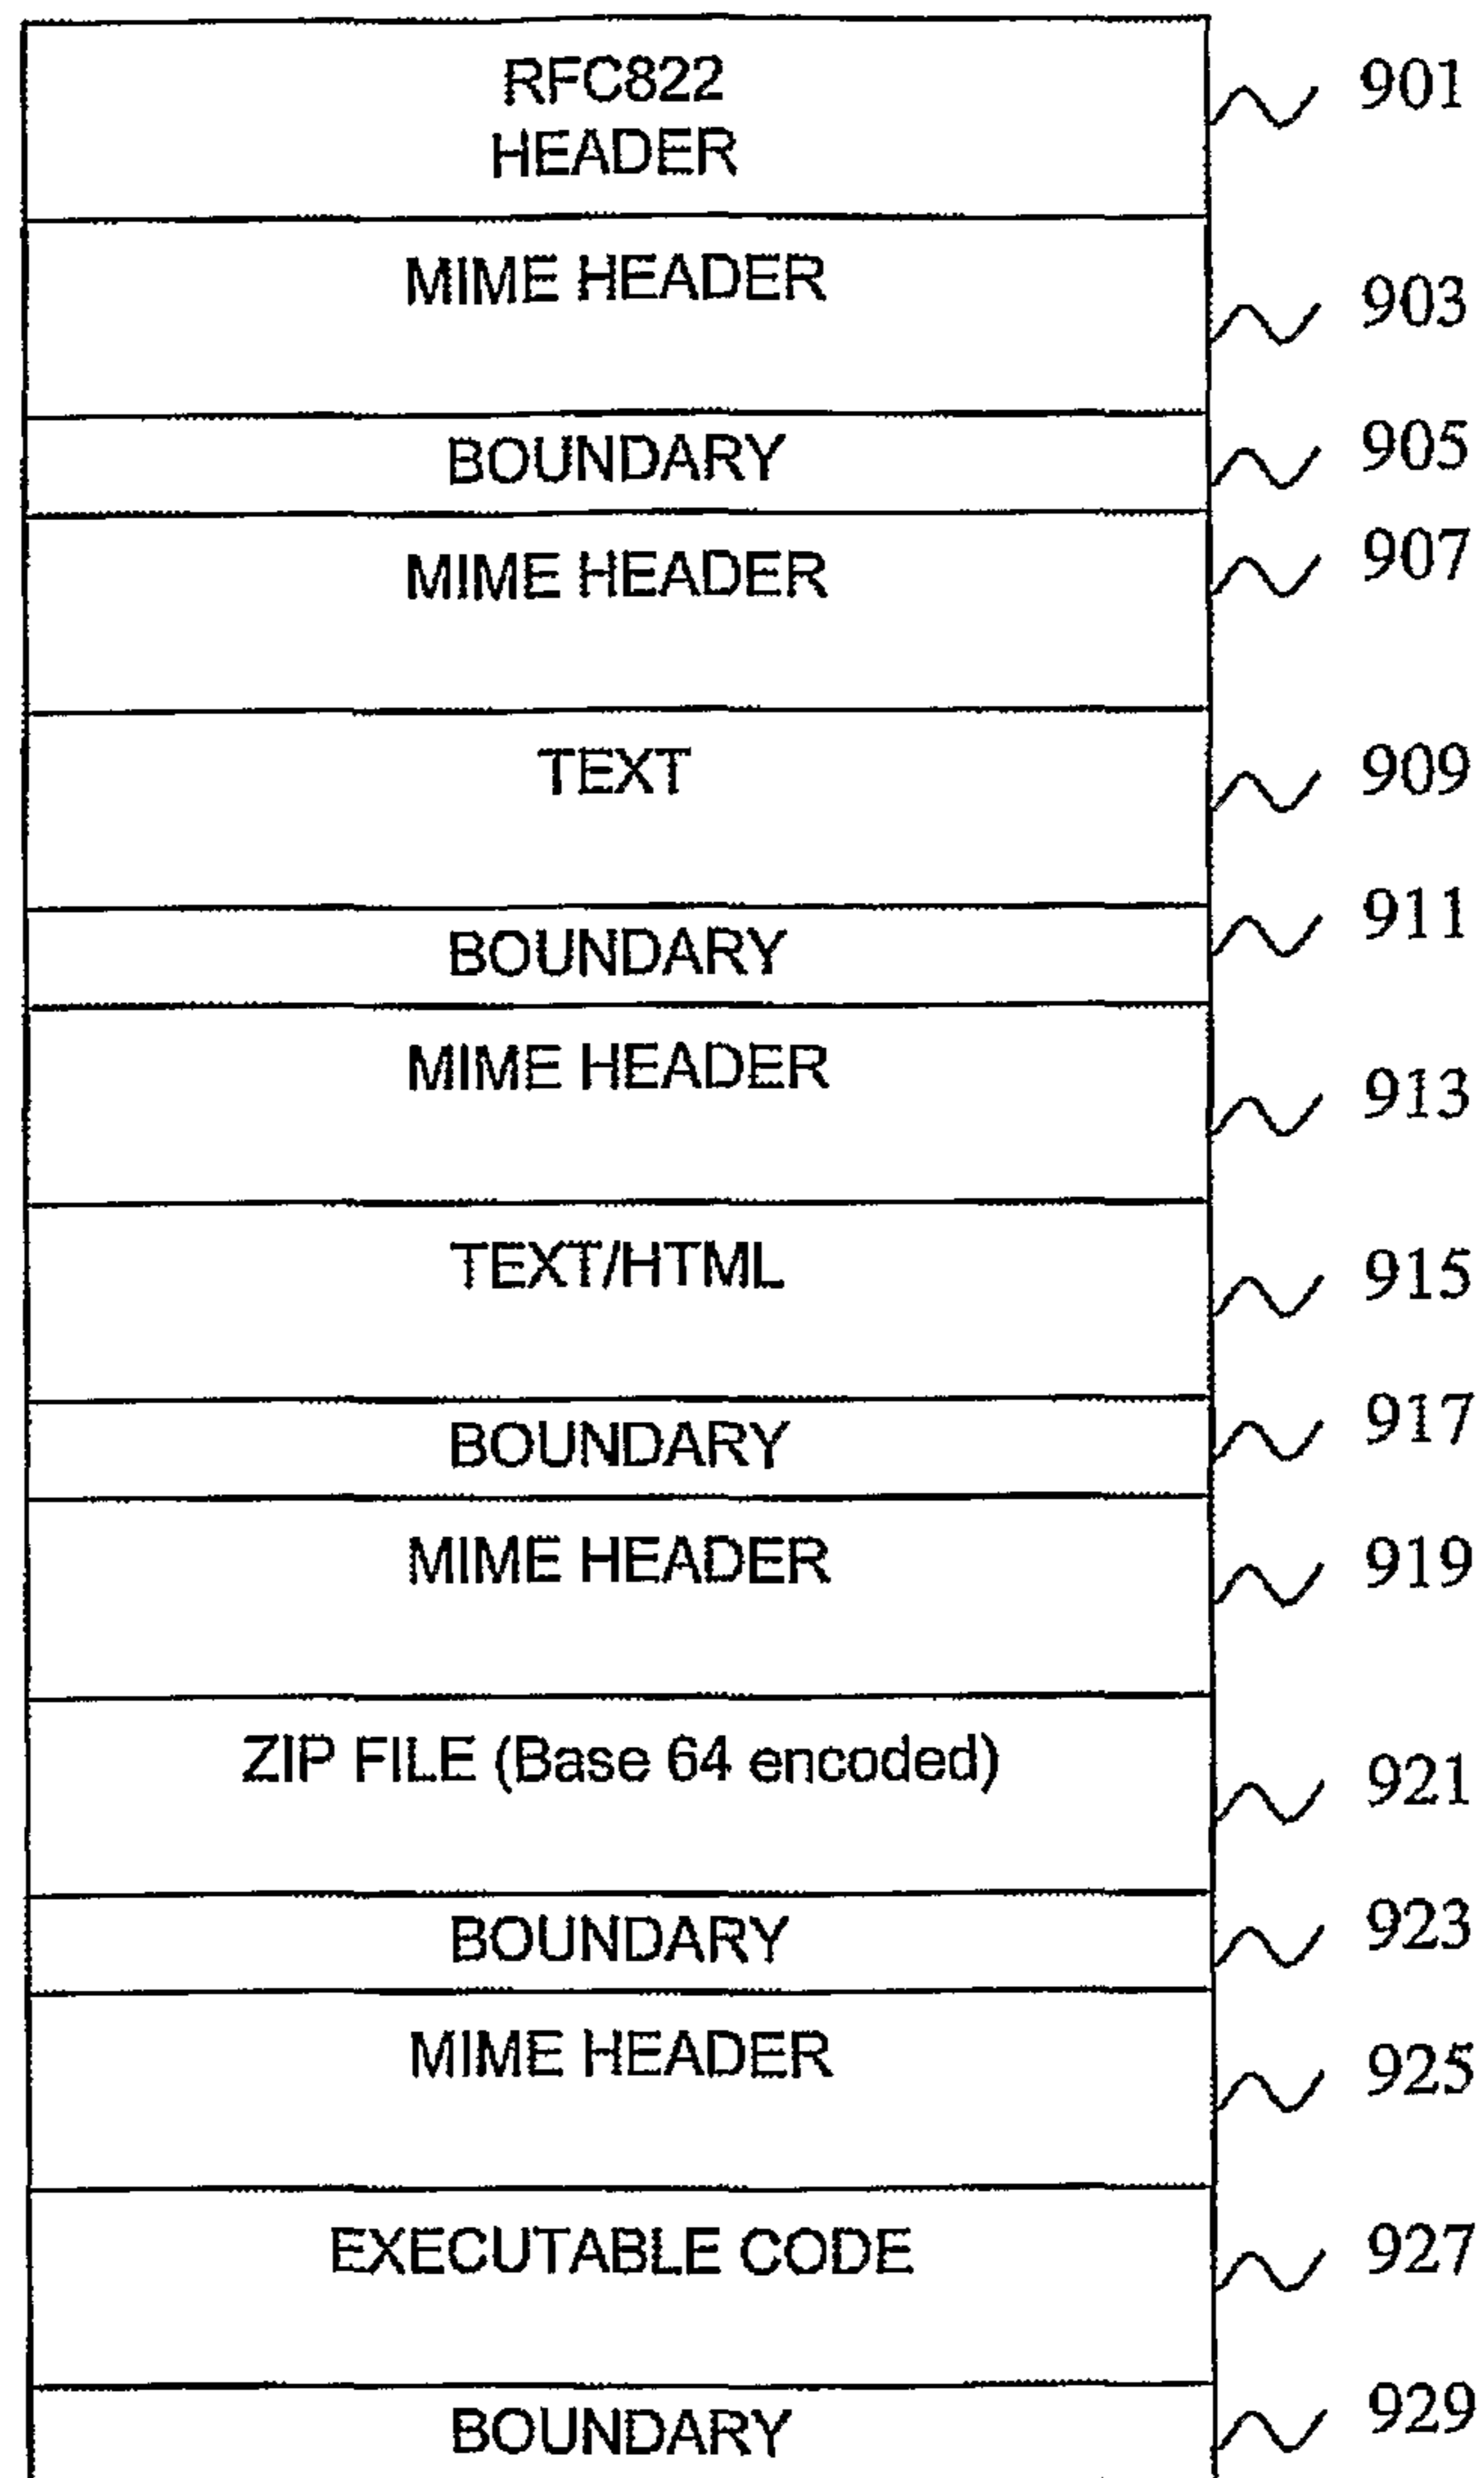 RFC822 901
HEADER
MIME HEADER 903
BOUNDARY 905
MIME HEADER 907
TEXT 909
BOUNDARY 911
MIME HEADER 913
TEXT/HTML 915
BOUNDARY 917
MIME HEADER 919
ZIP FILE (Base 64 encoded) 921
BOUNDARY 923
MIME HEADER 925
EXECUTABLE CODE 927
BOUNDARY 929